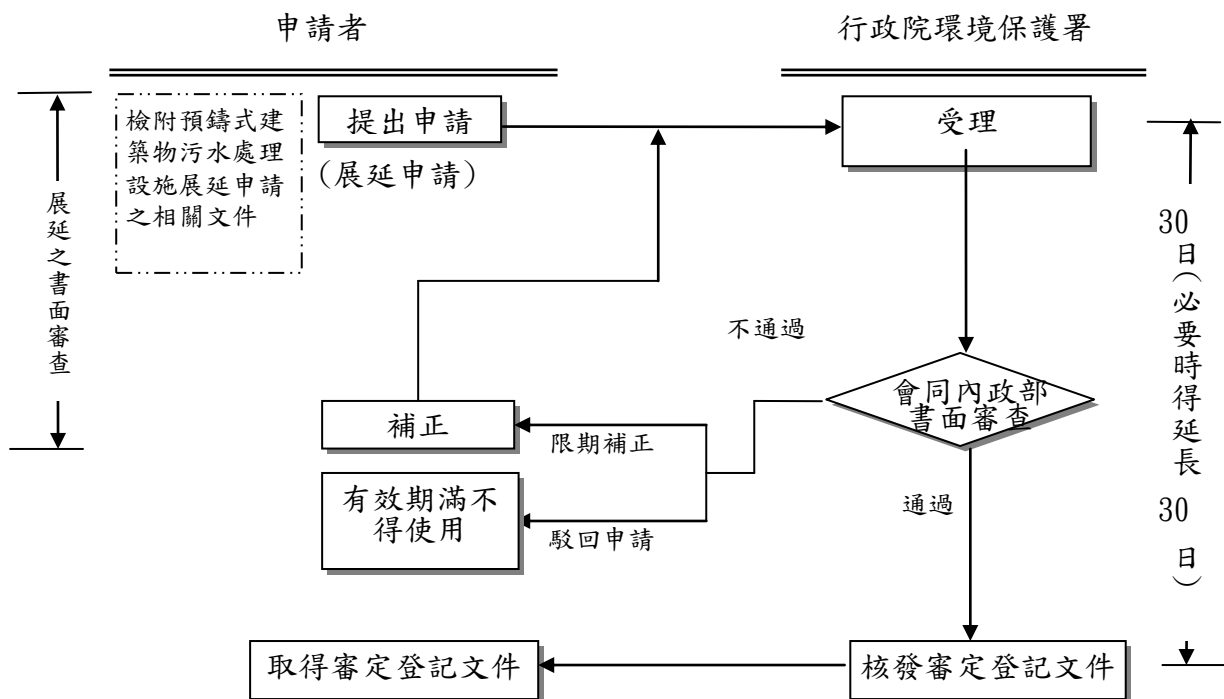 申請者
行政院環境保護署
檢附預鑄式建
築物污水處理
設施展延申請
之相關文件
提出申請
(展延申請)
受理
展延之書面審查
30
日(必要時得延長
30
日)
不通過
會同內政部
書面審查
補正
限期補正
有效期滿不
得使用
駁回申請
通過
取得審定登記文件
核發審定登記文件